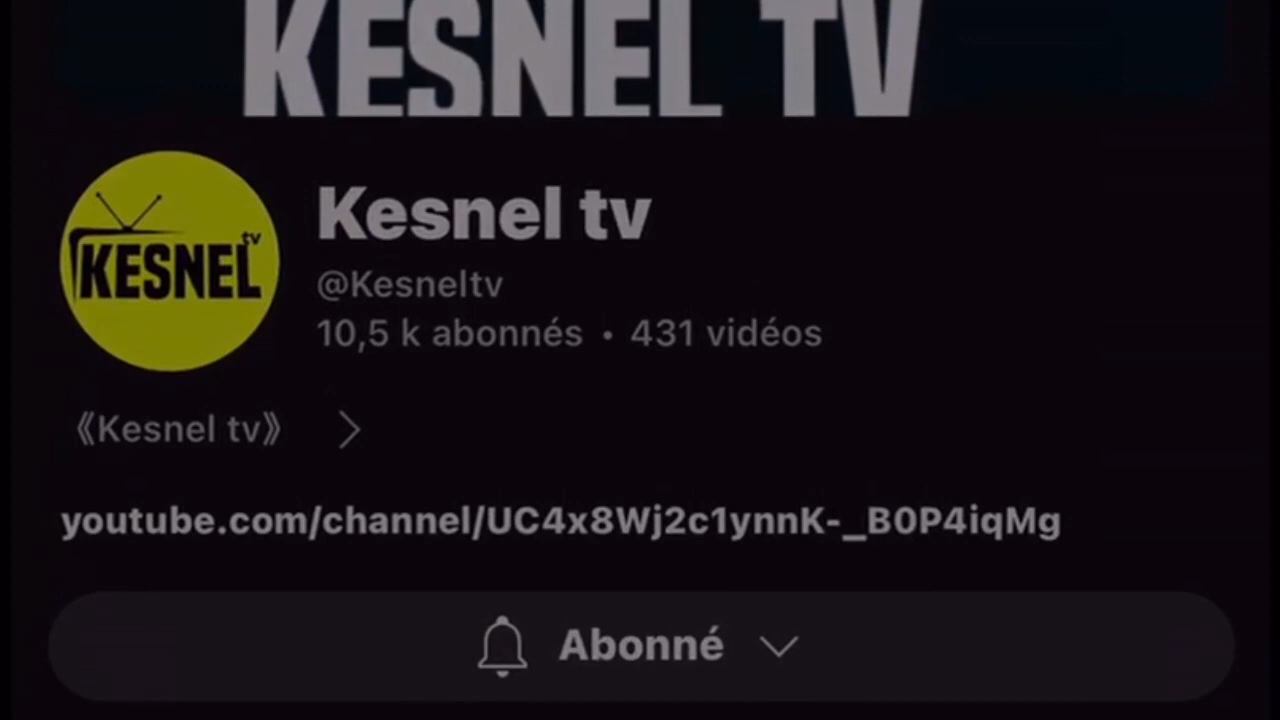 KESNEL TV
KESNEL tv
Kesnel tv
@Kesneltv
10,5 k abonnés • 431 vidéos
《Kesnel tv》 >
youtube.com/channel/UC4x8Wj2c1ynnK-_B0P4iqMg
Abonné